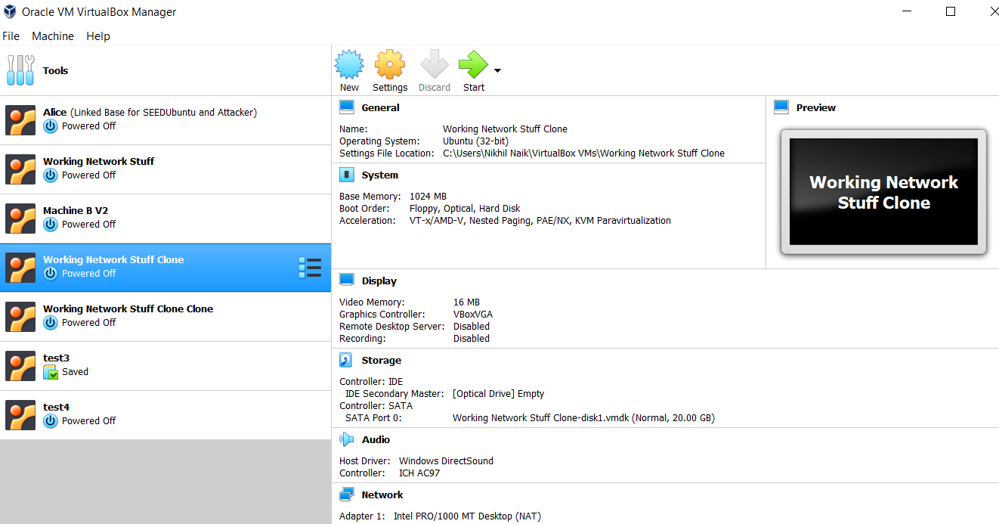 Oracle VM VirtualBox Manager
File Machine Help
Tools
New Settings Discard Start
Alice (Linked Base for SEEDUbuntu and Attacker)
Powered Off
Working Network Stuff
Powered Off
Machine B V2
Powered Off
Working Network Stuff Clone
Powered Off
Working Network Stuff Clone Clone
Powered Off
test3
Saved
test4
Powered Off
General
Name: Working Network Stuff Clone
Operating System: Ubuntu (32-bit)
Settings File Location: C:\Users\Nikhil Naik\VirtualBox VMs\Working Network Stuff Clone
System
Base Memory: 1024 MB
Boot Order: Floppy, Optical, Hard Disk
Acceleration: VT-x/AMD-V, Nested Paging, PAE/NX, KVM Paravirtualization
Preview
Working Network
Stuff Clone
Display
Video Memory: 16 MB
Graphics Controller: VBoxVGA
Remote Desktop Server: Disabled
Recording: Disabled
Storage
Controller: IDE
IDE Secondary Master: [Optical Drive] Empty
Controller: SATA
SATA Port 0: Working Network Stuff Clone-disk1.vmdk (Normal, 20.00 GB)
Audio
Host Driver: Windows DirectSound
Controller: ICH AC97
Network
Adapter 1: Intel PRO/1000 MT Desktop (NAT)